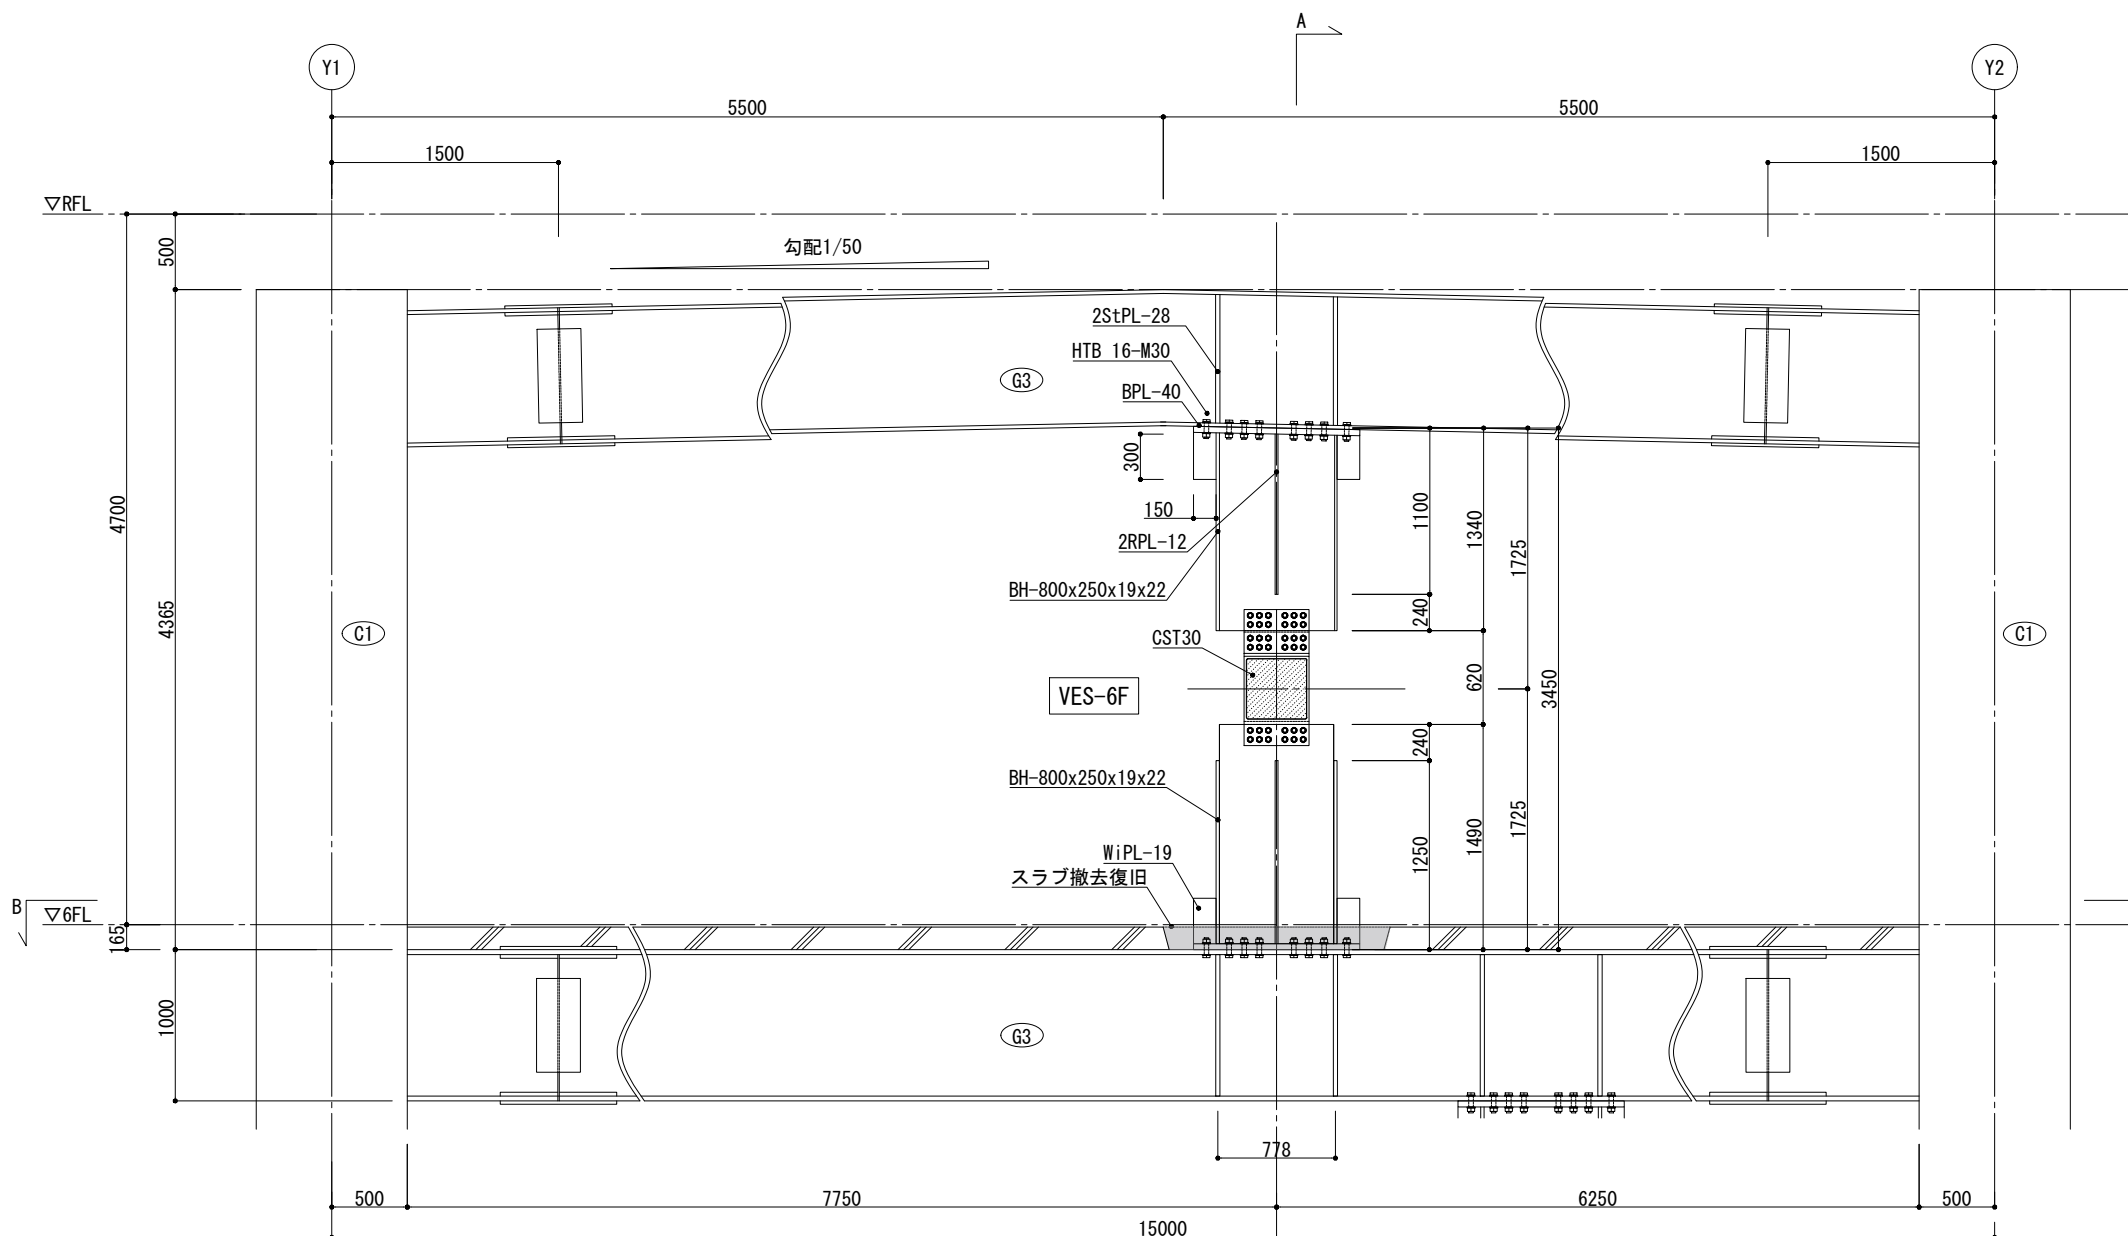 A
Y1
Y2
5500
5500
1500
1500
▽RFL
500
勾配1/50
2StPL-28
HTB 16-M30
G3
BPL-40
300
4700
150
1100
1340
1725
2RPL-12
BH-800x250x19x22
4365
240
C1
C1
CST30
620
3450
VES-6F
240
BH-800x250x19x22
1250
1490
1725
WiPL-19
スラブ撤去復旧
B
▽6FL
165
1000
G3
778
500
7750
6250
500
15000